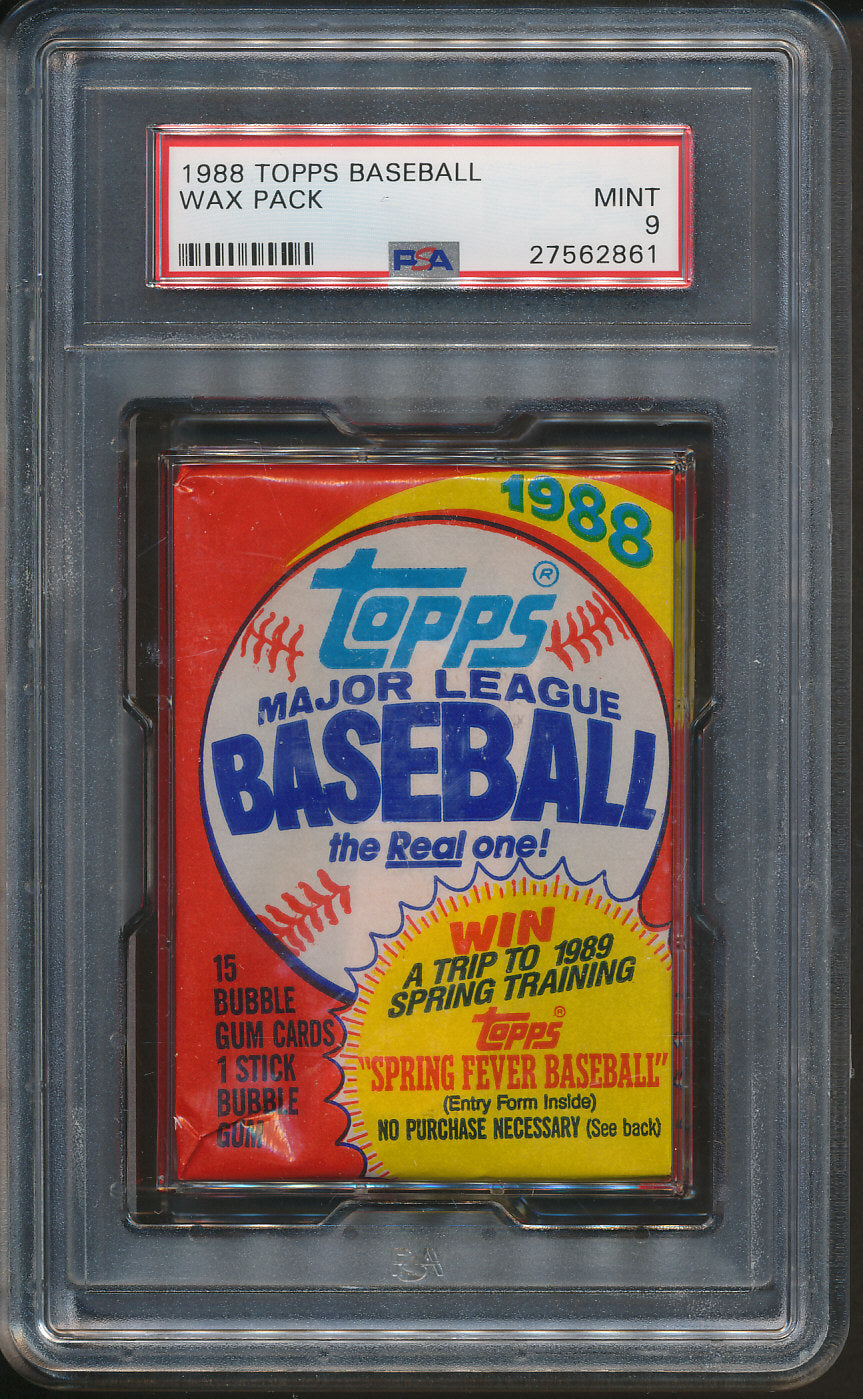 1988 TOPPS BASEBALL
WAX PACK
MINT
9
PSA
27562861
1988
topps ®
MAJOR LEAGUE
BASEBALL
the Real one!
WIN
A TRIP TO 1989
SPRING TRAINING
topps ®
"SPRING FEVER BASEBALL"
(Entry Form Inside)
NO PURCHASE NECESSARY (See back)
15
BUBBLE
GUM CARDS
1 STICK
BUBBLE
GUM
PSA